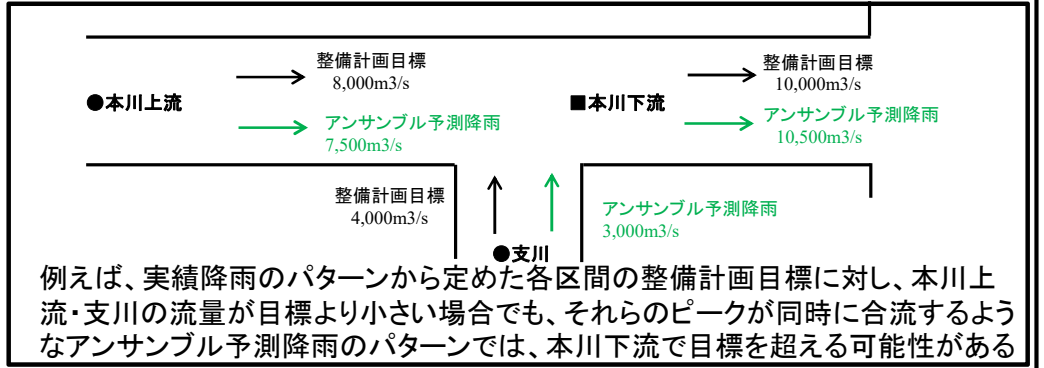 整備計画目標
8,000m3/s
整備計画目標
10,000m3/s
●本川上流
■本川下流
アンサンブル予測降雨
7,500m3/s
アンサンブル予測降雨
10,500m3/s
整備計画目標
4,000m3/s
アンサンブル予測降雨
3,000m3/s
●支川
例えば、実績降雨のパターンから定めた各区間の整備計画目標に対し、本川上
流・支川の流量が目標より小さい場合でも、それらのピークが同時に合流するよう
なアンサンブル予測降雨のパターンでは、本川下流で目標を超える可能性がある